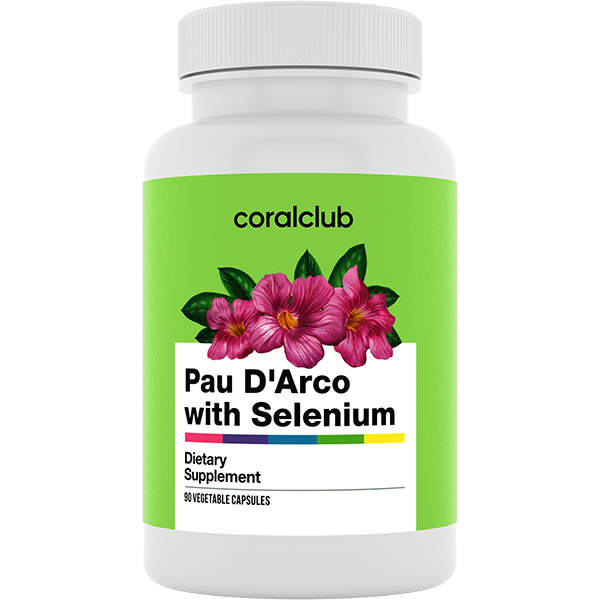 coralclub
Pau D'Arco
with Selenium
Dietary
Supplement
90 VEGETABLE CAPSULES